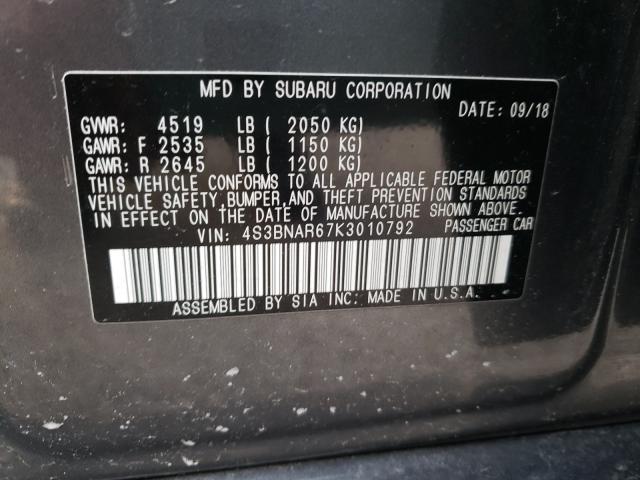 MFD BY SUBARU CORPORATION
DATE: 09/18
GVWR: 4519 LB ( 2050 KG)
GAWR: F 2535 LB ( 1150 KG)
GAWR: R 2645 LB ( 1200 KG)
THIS VEHICLE CONFORMS TO ALL APPLICABLE FEDERAL MOTOR
VEHICLE SAFETY, BUMPER, AND THEFT PREVENTION STANDARDS
IN EFFECT ON THE DATE OF MANUFACTURE SHOWN ABOVE.
VIN: 4S3BNAR67K3010792 PASSENGER CAR
ASSEMBLED BY SIA INC: MADE IN U.S.A.